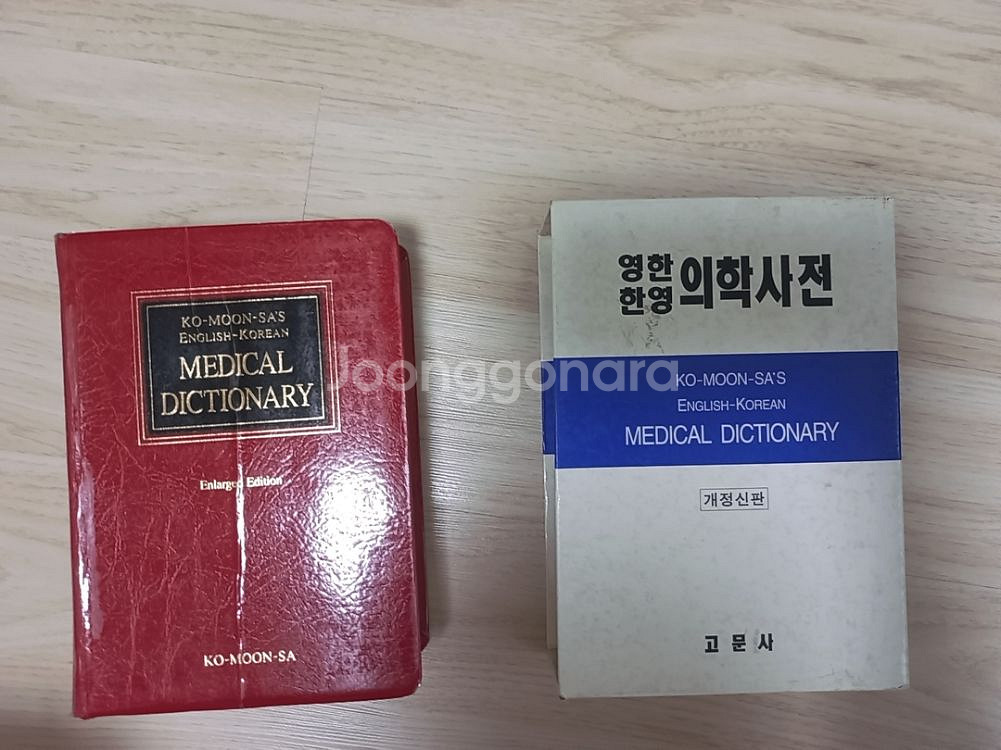 KO-MOON-SA'S
ENGLISH-KOREAN
MEDICAL
DICTIONARY
Enlarged Edition
KO-MOON-SA
Joonggonara
영한
한영
의학사전
KO-MOON-SA'S
ENGLISH-KOREAN
MEDICAL DICTIONARY
개정신판
고문사